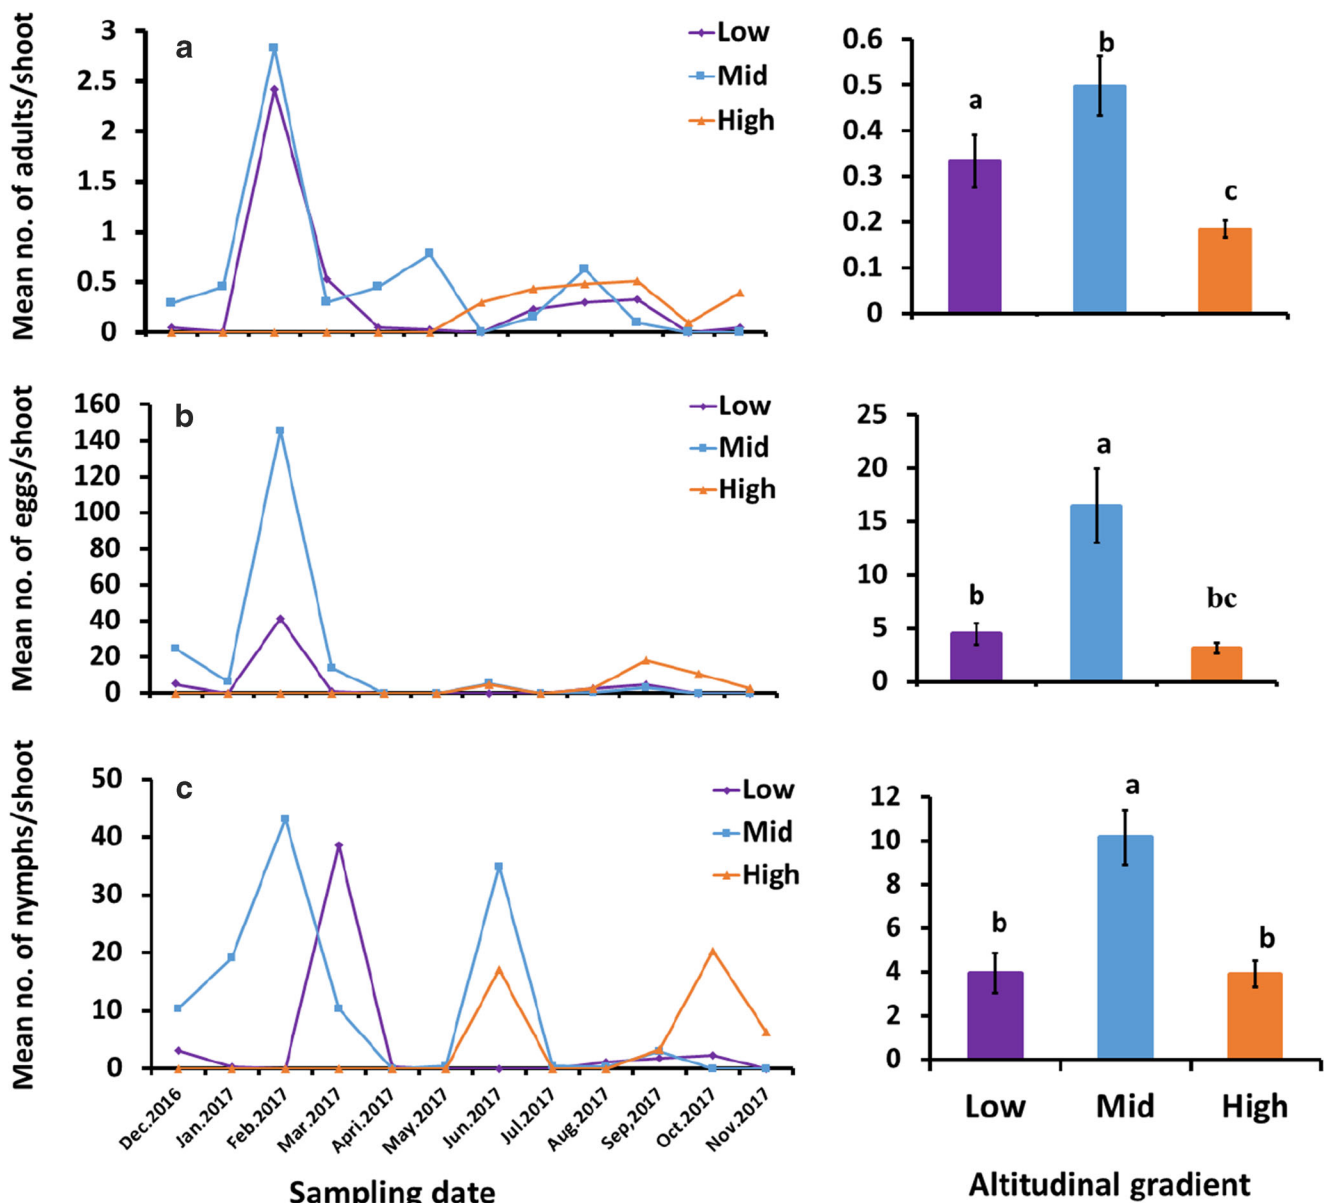 Mean no. of adults/shoot
3
2.5
2
1.5
1
0.5
0
a
Low
Mid
High
0.6
0.5
0.4
0.3
0.2
0.1
0
a
b
c
Mean no. of eggs/shoot
160
140
120
100
80
60
40
20
0
b
Low
Mid
High
25
20
15
10
5
0
b
a
bc
Mean no. of nymphs/shoot
50
40
30
20
10
0
c
Low
Mid
High
Dec.2016
Jan.2017
Feb.2017
Mar.2017
Apri.2017
May.2017
Jun.2017
Jul.2017
Aug.2017
Sep,2017
Oct.2017
Nov.2017
Sampling date
12
10
8
6
4
2
0
b
a
b
Low
Mid
High
Altitudinal gradient